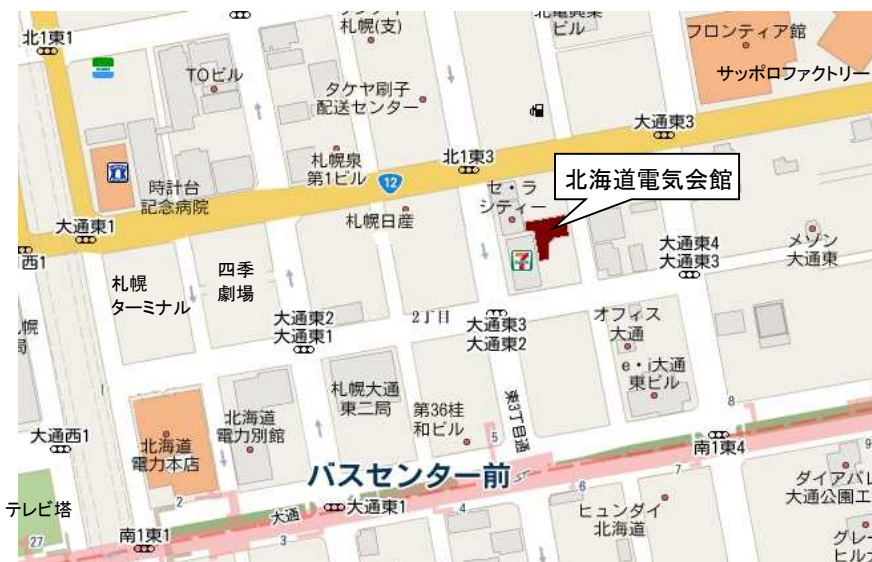 北1東1
TOビル
札幌(支)
タケヤ刷子
配送センター
ビル
フロンティア館
サッポロファクトリー
大通東3
北1東3
札幌泉
第1ビル
12
時計台
記念病院
大通東1
西1
札幌日産
セ・ラ
シティー
北海道電気会館
大通東4
大通東3
メゾン
大通東
札幌
ターミナル
四季
劇場
大通東2
大通東1
2丁目
大通東3
大通東2
オフィス
大通
e・i大通
東ビル
札幌大通
東二局
第36桂
和ビル
東3丁目通
北海道
電力別館
北海道
電力本店
大通西1
テレビ塔
バスセンター前
南1東4
8
9
7
6
5
4
3
2
27
大通
大通東1
南1東1
ヒュンダイ
北海道
ダイアパレ
大通公園エ
グレー
ヒルズ